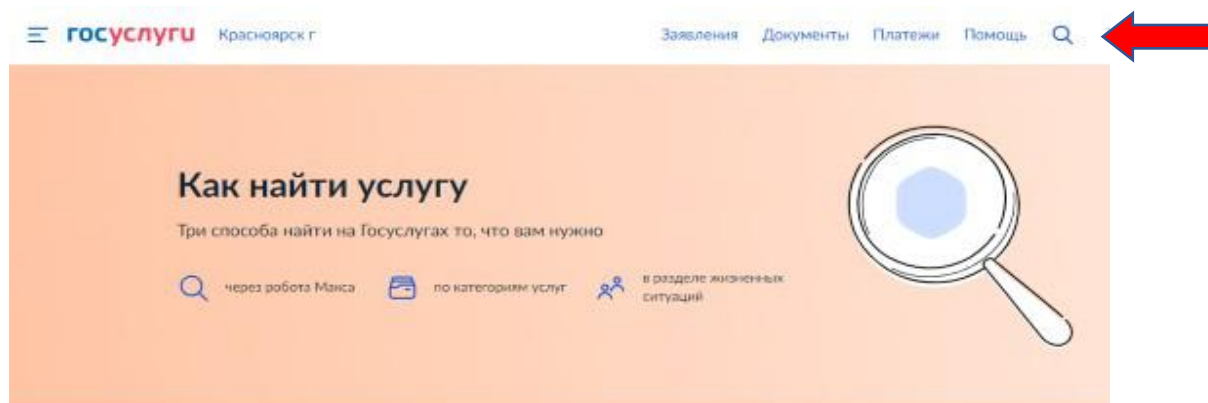 госуслуги Красноярск г Заявления Документы Платежи Помощь
Как найти услугу
Три способа найти на Госуслугах то, что вам нужно
через робота Макса по категориям услуг в разделе жизненных
ситуаций